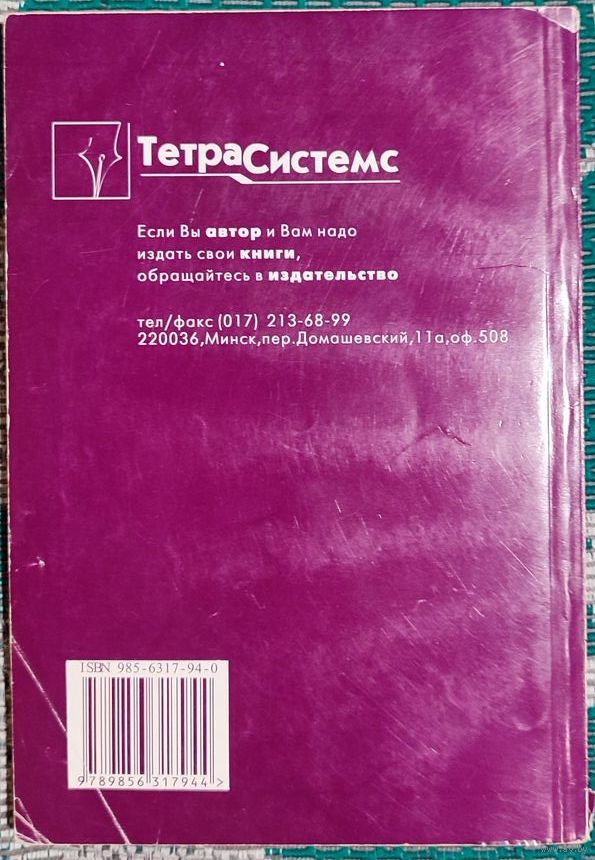 ТетраСистемс
Если Вы автор и Вам надо
издать свои книги,
обращайтесь в издательство
тел/факс (017) 213-68-99
220036,Минск,пер.Домашевский,11а,оф.508
ISBN 985-6317-94-0
9789856317944>